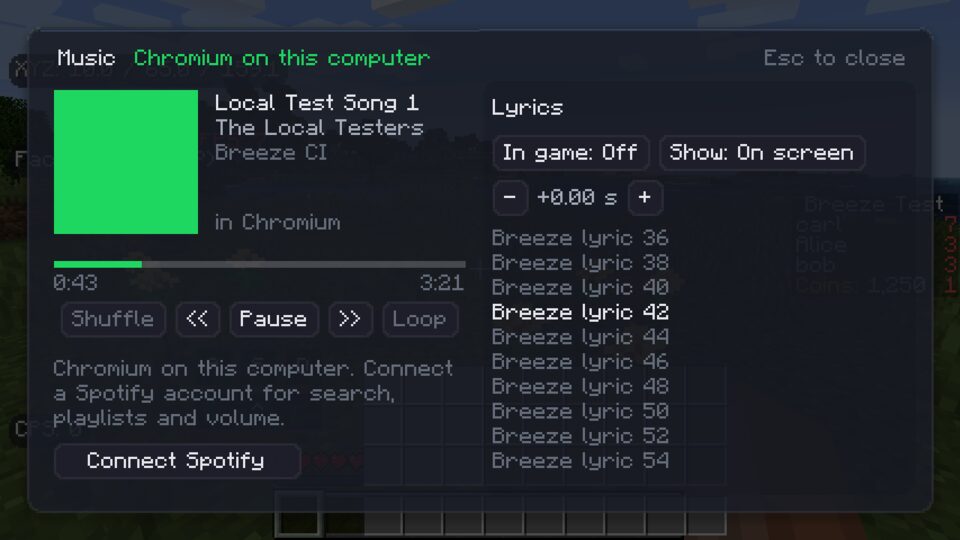 Music Chromium on this computer
Esc to close
Local Test Song 1
The Local Testers
Breeze CI
in Chromium
0:43
3:21
Shuffle
<<
Pause
>>
Loop
Chromium on this computer. Connect
a Spotify account for search,
playlists and volume.
Connect Spotify
Lyrics
In game: Off
Show: On screen
- +0.00 s +
Breeze lyric 36
Breeze lyric 38
Breeze lyric 40
Breeze lyric 42
Breeze lyric 44
Breeze lyric 46
Breeze lyric 48
Breeze lyric 50
Breeze lyric 52
Breeze lyric 54
Breeze Test
carl 7
Alice 3
bob 3
Coins: 1,250 1